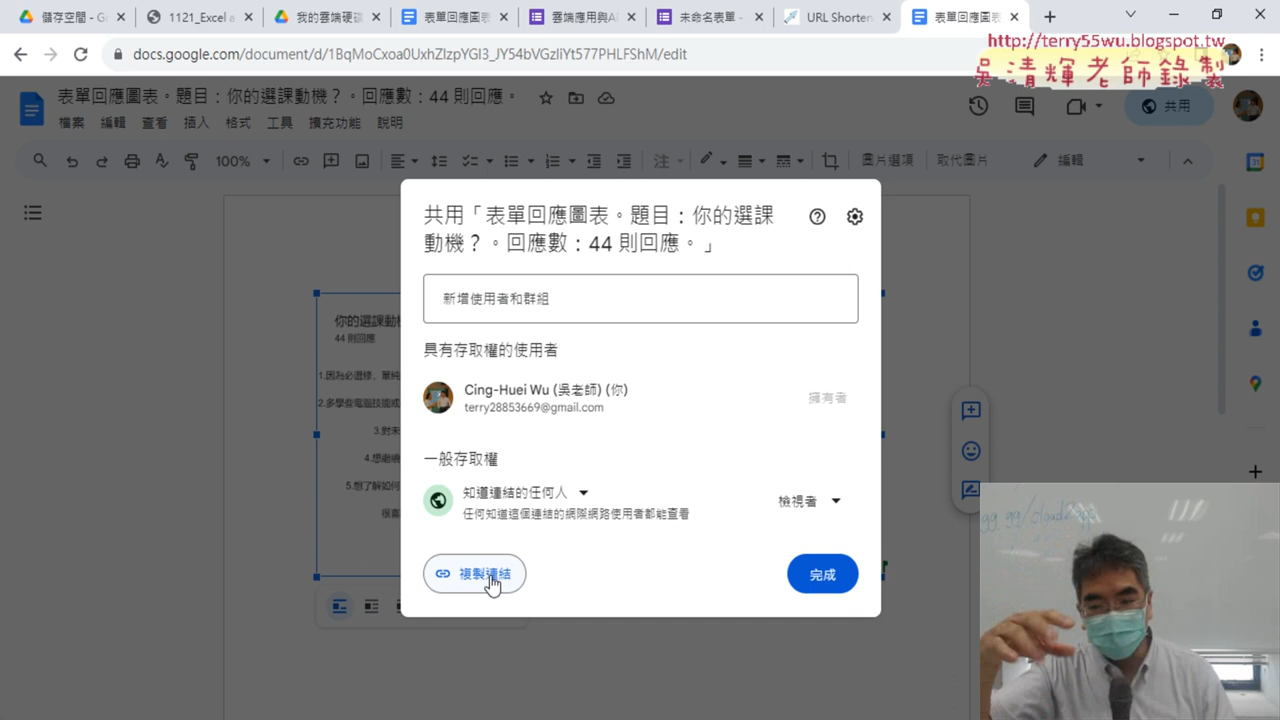 儲存空間 - G
1121_Excel a
我的雲端硬碟
表單回應圖表
雲端應用與A
未命名表單 -
URL Shorten
表單回應圖表
docs.google.com/document/d/1BqMoCxoa0UxhZIzpYGI3_JY54bVGzliYt577PHLFShM/edit
http://terry55wu.blogspot.tw
吳清輝老師錄製
表單回應圖表。題目：你的選課動機？。回應數：44 則回應
檔案 編輯 查看 插入 格式 工具 擴充功能 說明
共用
100%
注
圖片選項
取代圖片
編輯
共用「表單回應圖表。題目：你的選課
動機？。回應數：44 則回應。」
新增使用者和群組
具有存取權的使用者
Cing-Huei Wu (吳老師) (你)
terry28853669@gmail.com
擁有者
一般存取權
知道連結的任何人
任何知道這個連結的網際網路使用者都能查看
檢視者
複製連結
完成
你的選課動
44 則回應
1.因為必選修，單純
2.多學些電腦技能或
3.對未
4.想繼
5.想了解如何
很喜
gg.gg/cloud2app